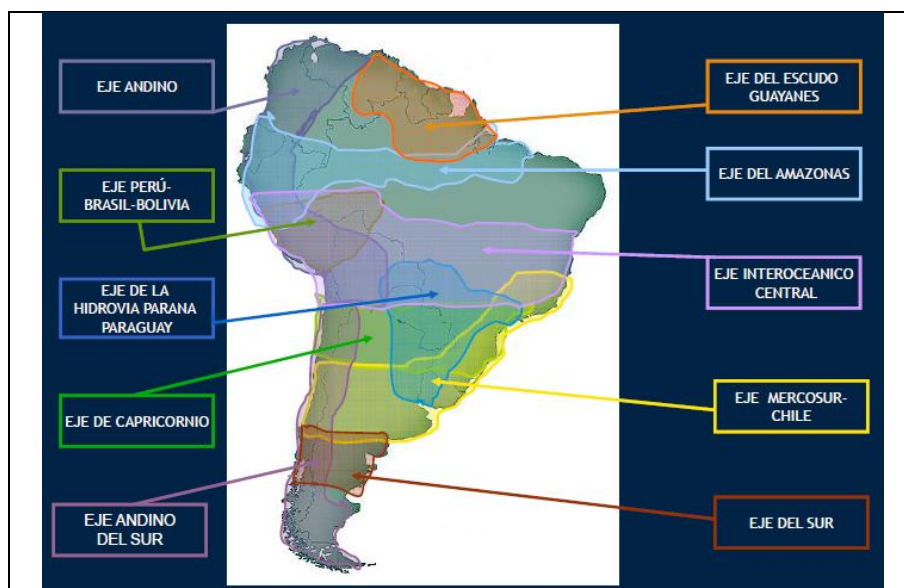 EJE ANDINO
EJE PERÚ-
BRASIL-BOLIVIA
EJE DE LA
HIDROVIA PARANA
PARAGUAY
EJE DE CAPRICORNIO
EJE ANDINO
DEL SUR
EJE DEL ESCUDO
GUAYANES
EJE DEL AMAZONAS
EJE INTEROCEANICO
CENTRAL
EJE MERCOSUR-
CHILE
EJE DEL SUR